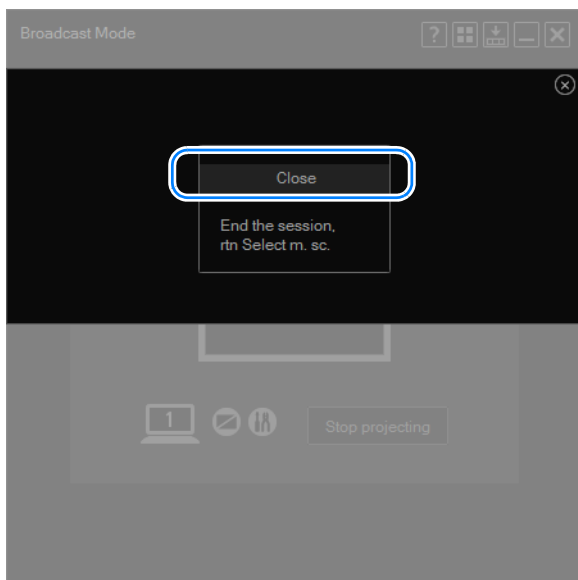 Broadcast Mode
?
Close
End the session,
rtn Select m. sc.
1
Stop projecting